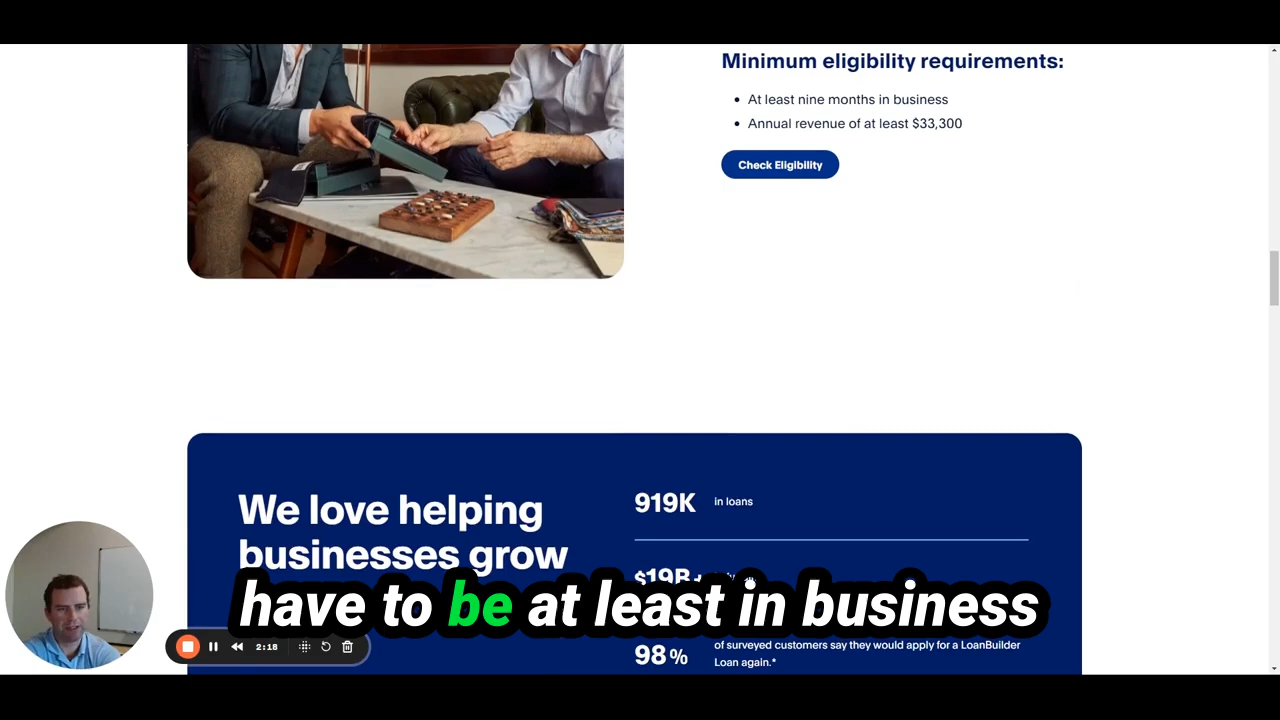 Minimum eligibility requirements:
• At least nine months in business
• Annual revenue of at least $33,300
Check Eligibility
We love helping
businesses grow
919K in loans
$19B+
have to be at least in business
2:18
98% of surveyed customers say they would apply for a LoanBuilder
Loan again.*